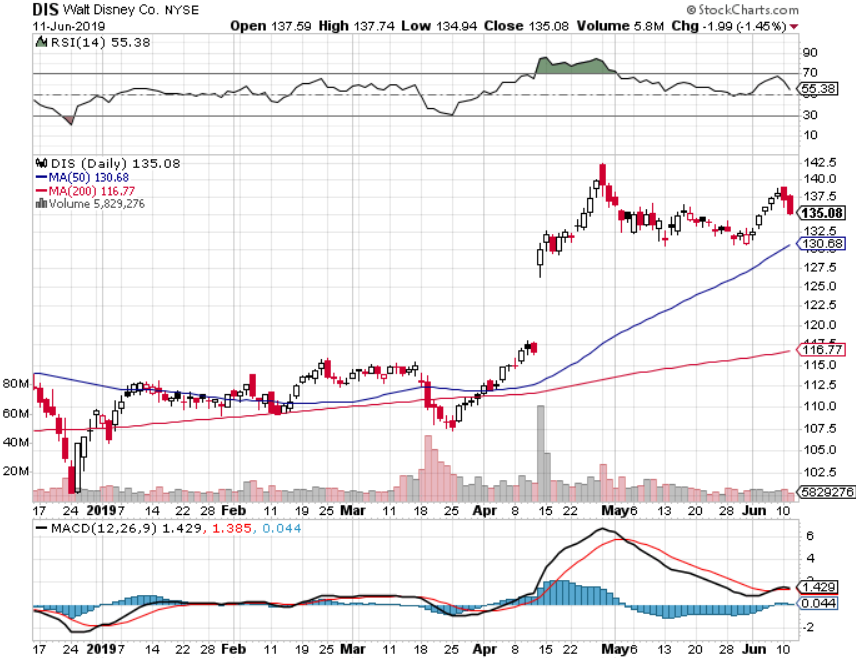 DIS Walt Disney Co. NYSE © StockCharts.com
11-Jun-2019 Open 137.59 High 137.74 Low 134.94 Close 135.08 Volume 5.8M Chg -1.99 (-1.45%)
RSI(14) 55.38
90
70
55.38
30
10
DIS (Daily) 135.08
MA(50) 130.68
MA(200) 116.77
Volume 5,829,276
142.5
140.0
137.5
135.08
132.5
130.68
127.5
125.0
122.5
120.0
116.77
115.0
112.5
110.0
107.5
105.0
102.5
5829276
80M
60M
40M
20M
17 24 2019 7 14 22 28 Feb 11 19 25 Mar 11 18 25 Apr 8 15 22 May 6 13 20 28 Jun 10
MACD(12,26,9) 1.429, 1.385, 0.044
6
4
1.429
0.044
-2
17 24 2019 7 14 22 28 Feb 11 19 25 Mar 11 18 25 Apr 8 15 22 May 6 13 20 28 Jun 10